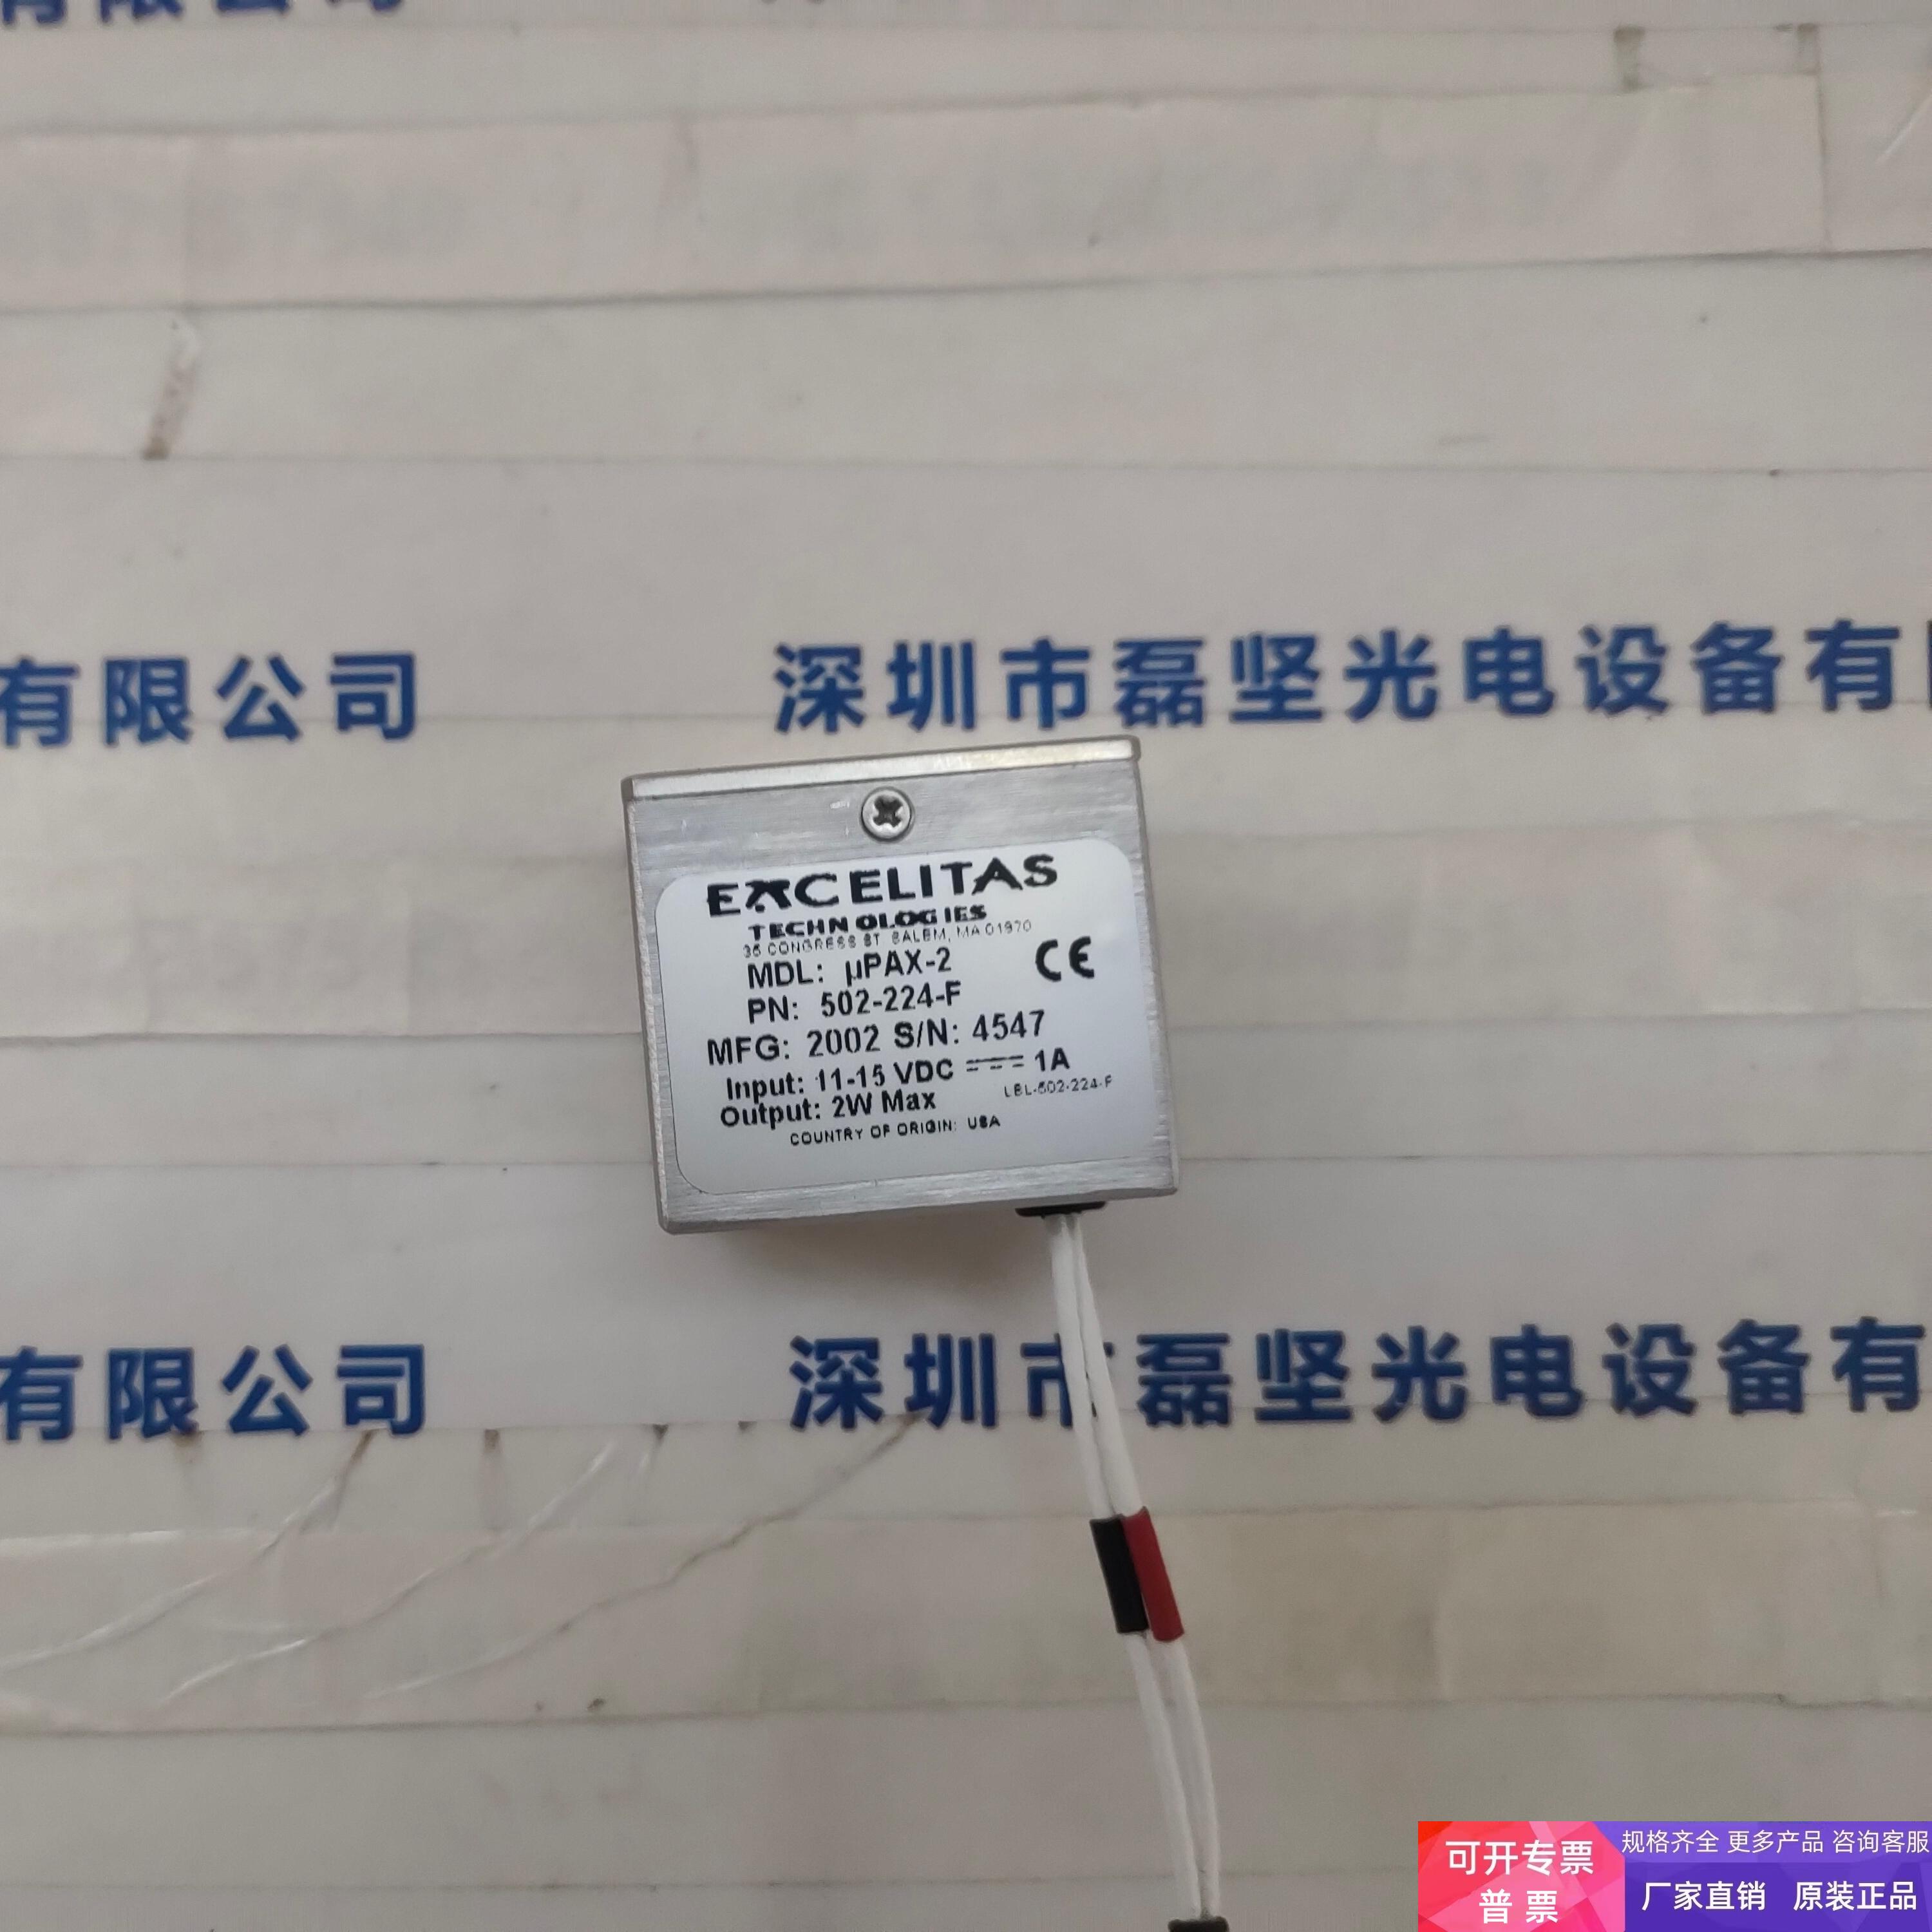 有限公司
深圳市磊坚光电设备有
EXCELITAS
TECHNOLOGIES
35 CONGRESS ST SALEM, MA 01970
MDL: µPAX-2
CE
PN: 502-224-F
MFG: 2002 S/N: 4547
Input: 11-15 VDC 1A
LBL-502-224-F
Output: 2W Max
COUNTRY OF ORIGIN: USA
有限公司
深圳市磊坚光电设备有
可开专票
普票
规格齐全 更多产品 咨询客服
厂家直销 原装正品